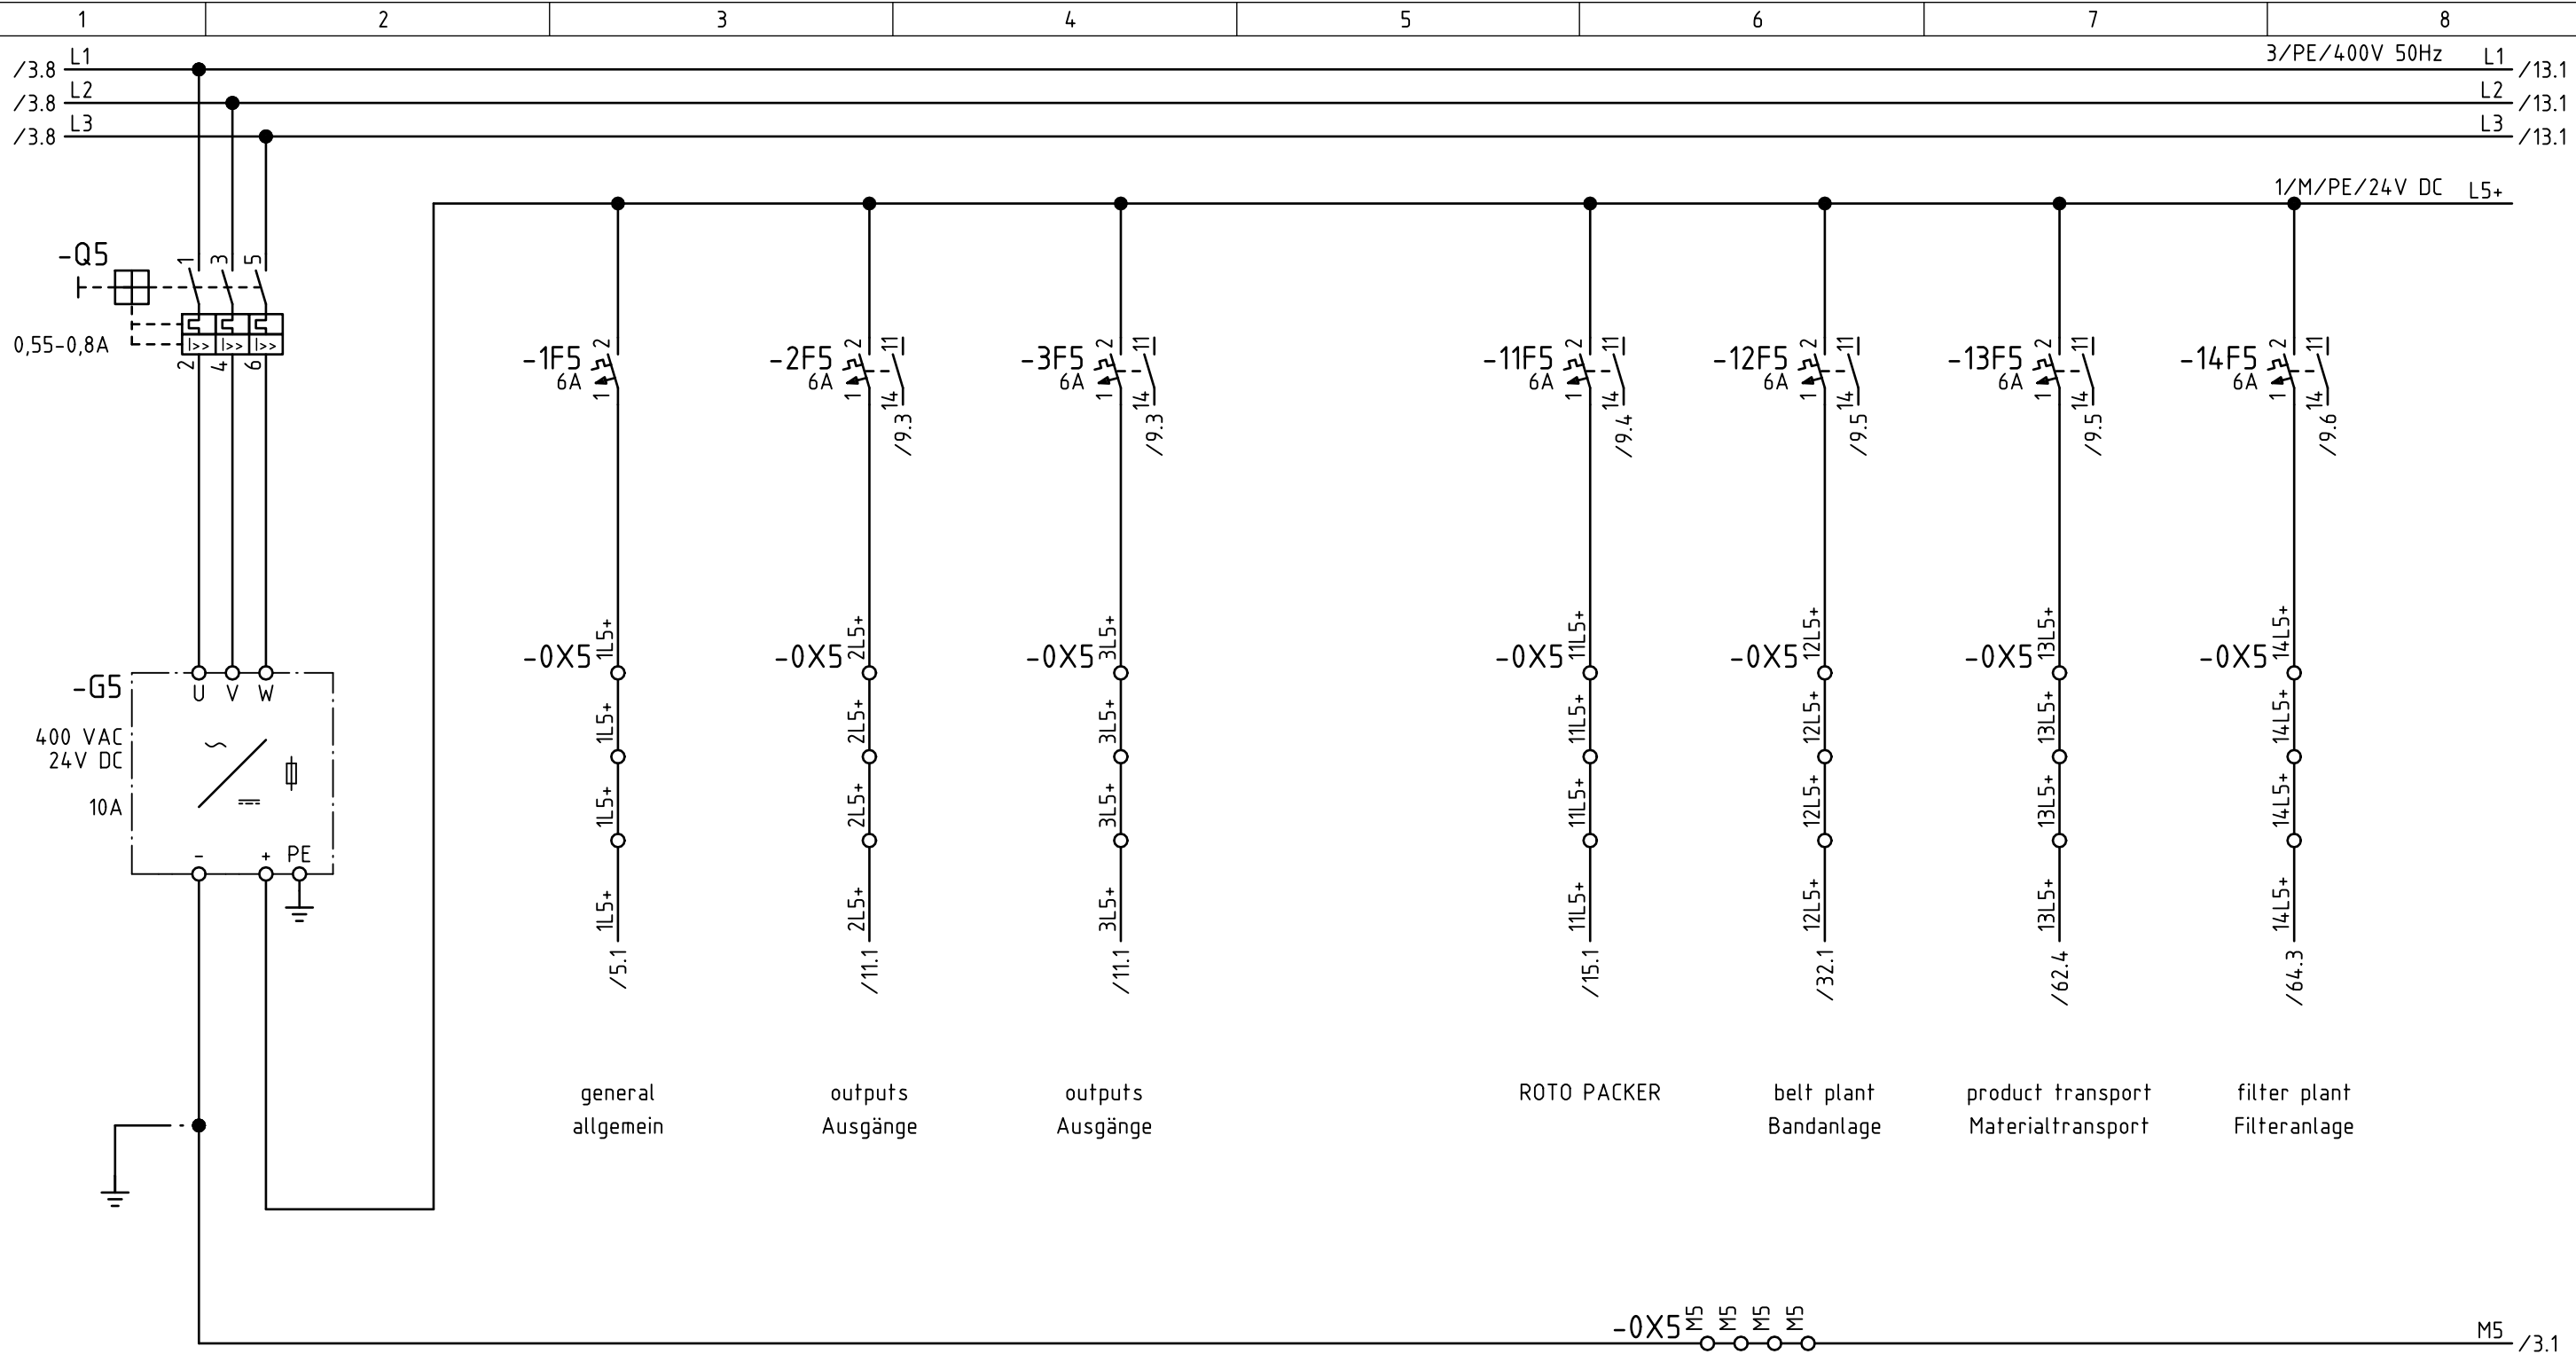 1 2 3 4 5 6 7 8
/3.8 L1 3/PE/400V 50Hz L1 /13.1
/3.8 L2 L2 /13.1
/3.8 L3 L3 /13.1
1/M/PE/24V DC L5+
-Q5 1 3 5
0,55-0,8A I>> I>> I>>
2 4 6
-1F5 6A 2 1
-2F5 6A 2 1 11 14 /9.3
-3F5 6A 2 1 11 14 /9.3
-11F5 6A 2 1 11 14 /9.4
-12F5 6A 2 1 11 14 /9.5
-13F5 6A 2 1 11 14 /9.5
-14F5 6A 2 1 11 14 /9.6
-G5 U V W
400 VAC
24V DC
10A
- + PE
-0X5 1L5+ 1L5+ 1L5+ 1L5+ /5.1
-0X5 2L5+ 2L5+ 2L5+ 2L5+ /11.1
-0X5 3L5+ 3L5+ 3L5+ 3L5+ /11.1
-0X5 11L5+ 11L5+ 11L5+ 11L5+ /15.1
-0X5 12L5+ 12L5+ 12L5+ 12L5+ /32.1
-0X5 13L5+ 13L5+ 13L5+ 13L5+ /62.4
-0X5 14L5+ 14L5+ 14L5+ 14L5+ /64.3
general
allgemein
outputs
Ausgänge
outputs
Ausgänge
ROTO PACKER
belt plant
Bandanlage
product transport
Materialtransport
filter plant
Filteranlage
-0X5 M5 M5 M5 M5
M5 /3.1